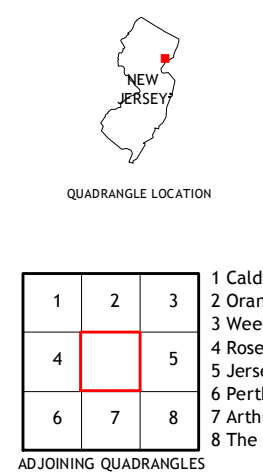 NEW
JERSEY
QUADRANGLE LOCATION
1 2 3
4 5
6 7 8
1 Cald
2 Oran
3 Wee
4 Rose
5 Jerse
6 Perth
7 Arth
8 The
ADJOINING QUADRANGLES